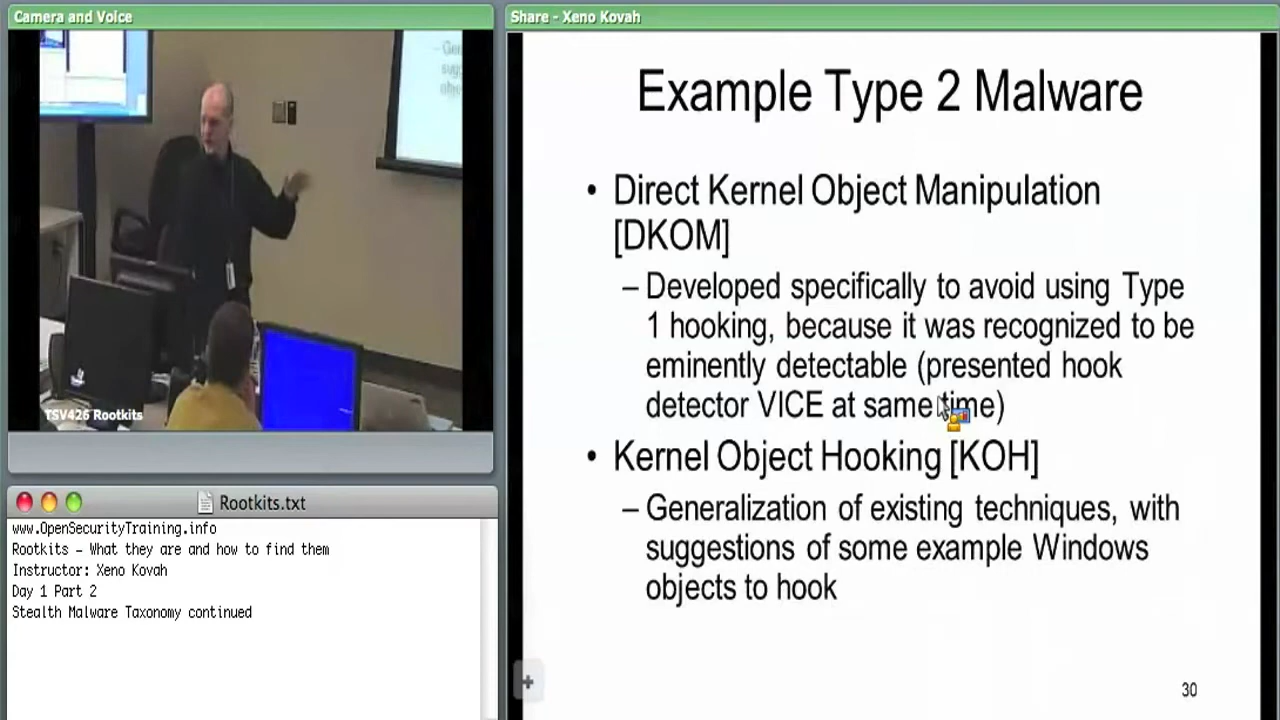 Camera and Voice
Share - Xeno Kovah
TSV426 Rootkits
Rootkits.txt
www.OpenSecurityTraining.info
Rootkits - What they are and how to find them
Instructor: Xeno Kovah
Day 1 Part 2
Stealth Malware Taxonomy continued
Example Type 2 Malware
• Direct Kernel Object Manipulation
[DKOM]
– Developed specifically to avoid using Type
1 hooking, because it was recognized to be
eminently detectable (presented hook
detector VICE at same time)
• Kernel Object Hooking [KOH]
– Generalization of existing techniques, with
suggestions of some example Windows
objects to hook
30